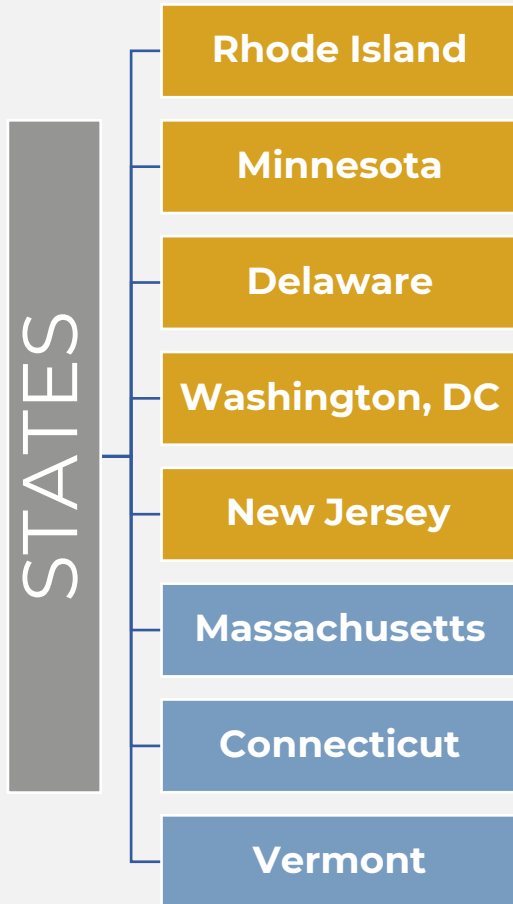 STATES
Rhode Island
Minnesota
Delaware
Washington, DC
New Jersey
Massachusetts
Connecticut
Vermont